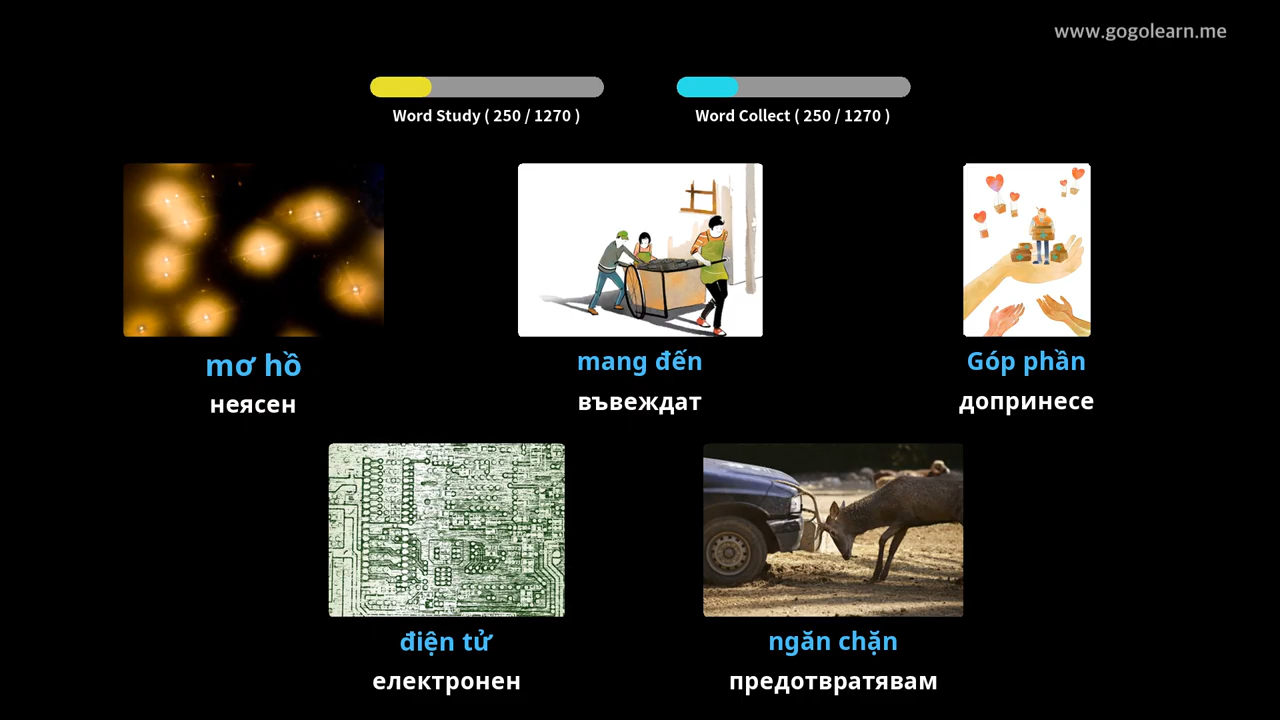 www.gogolearn.me
Word Study ( 250 / 1270 )
Word Collect ( 250 / 1270 )
mơ hồ
неясен
mang đến
въвеждат
Góp phần
допринесе
điện tử
електронен
ngăn chặn
предотвратявам